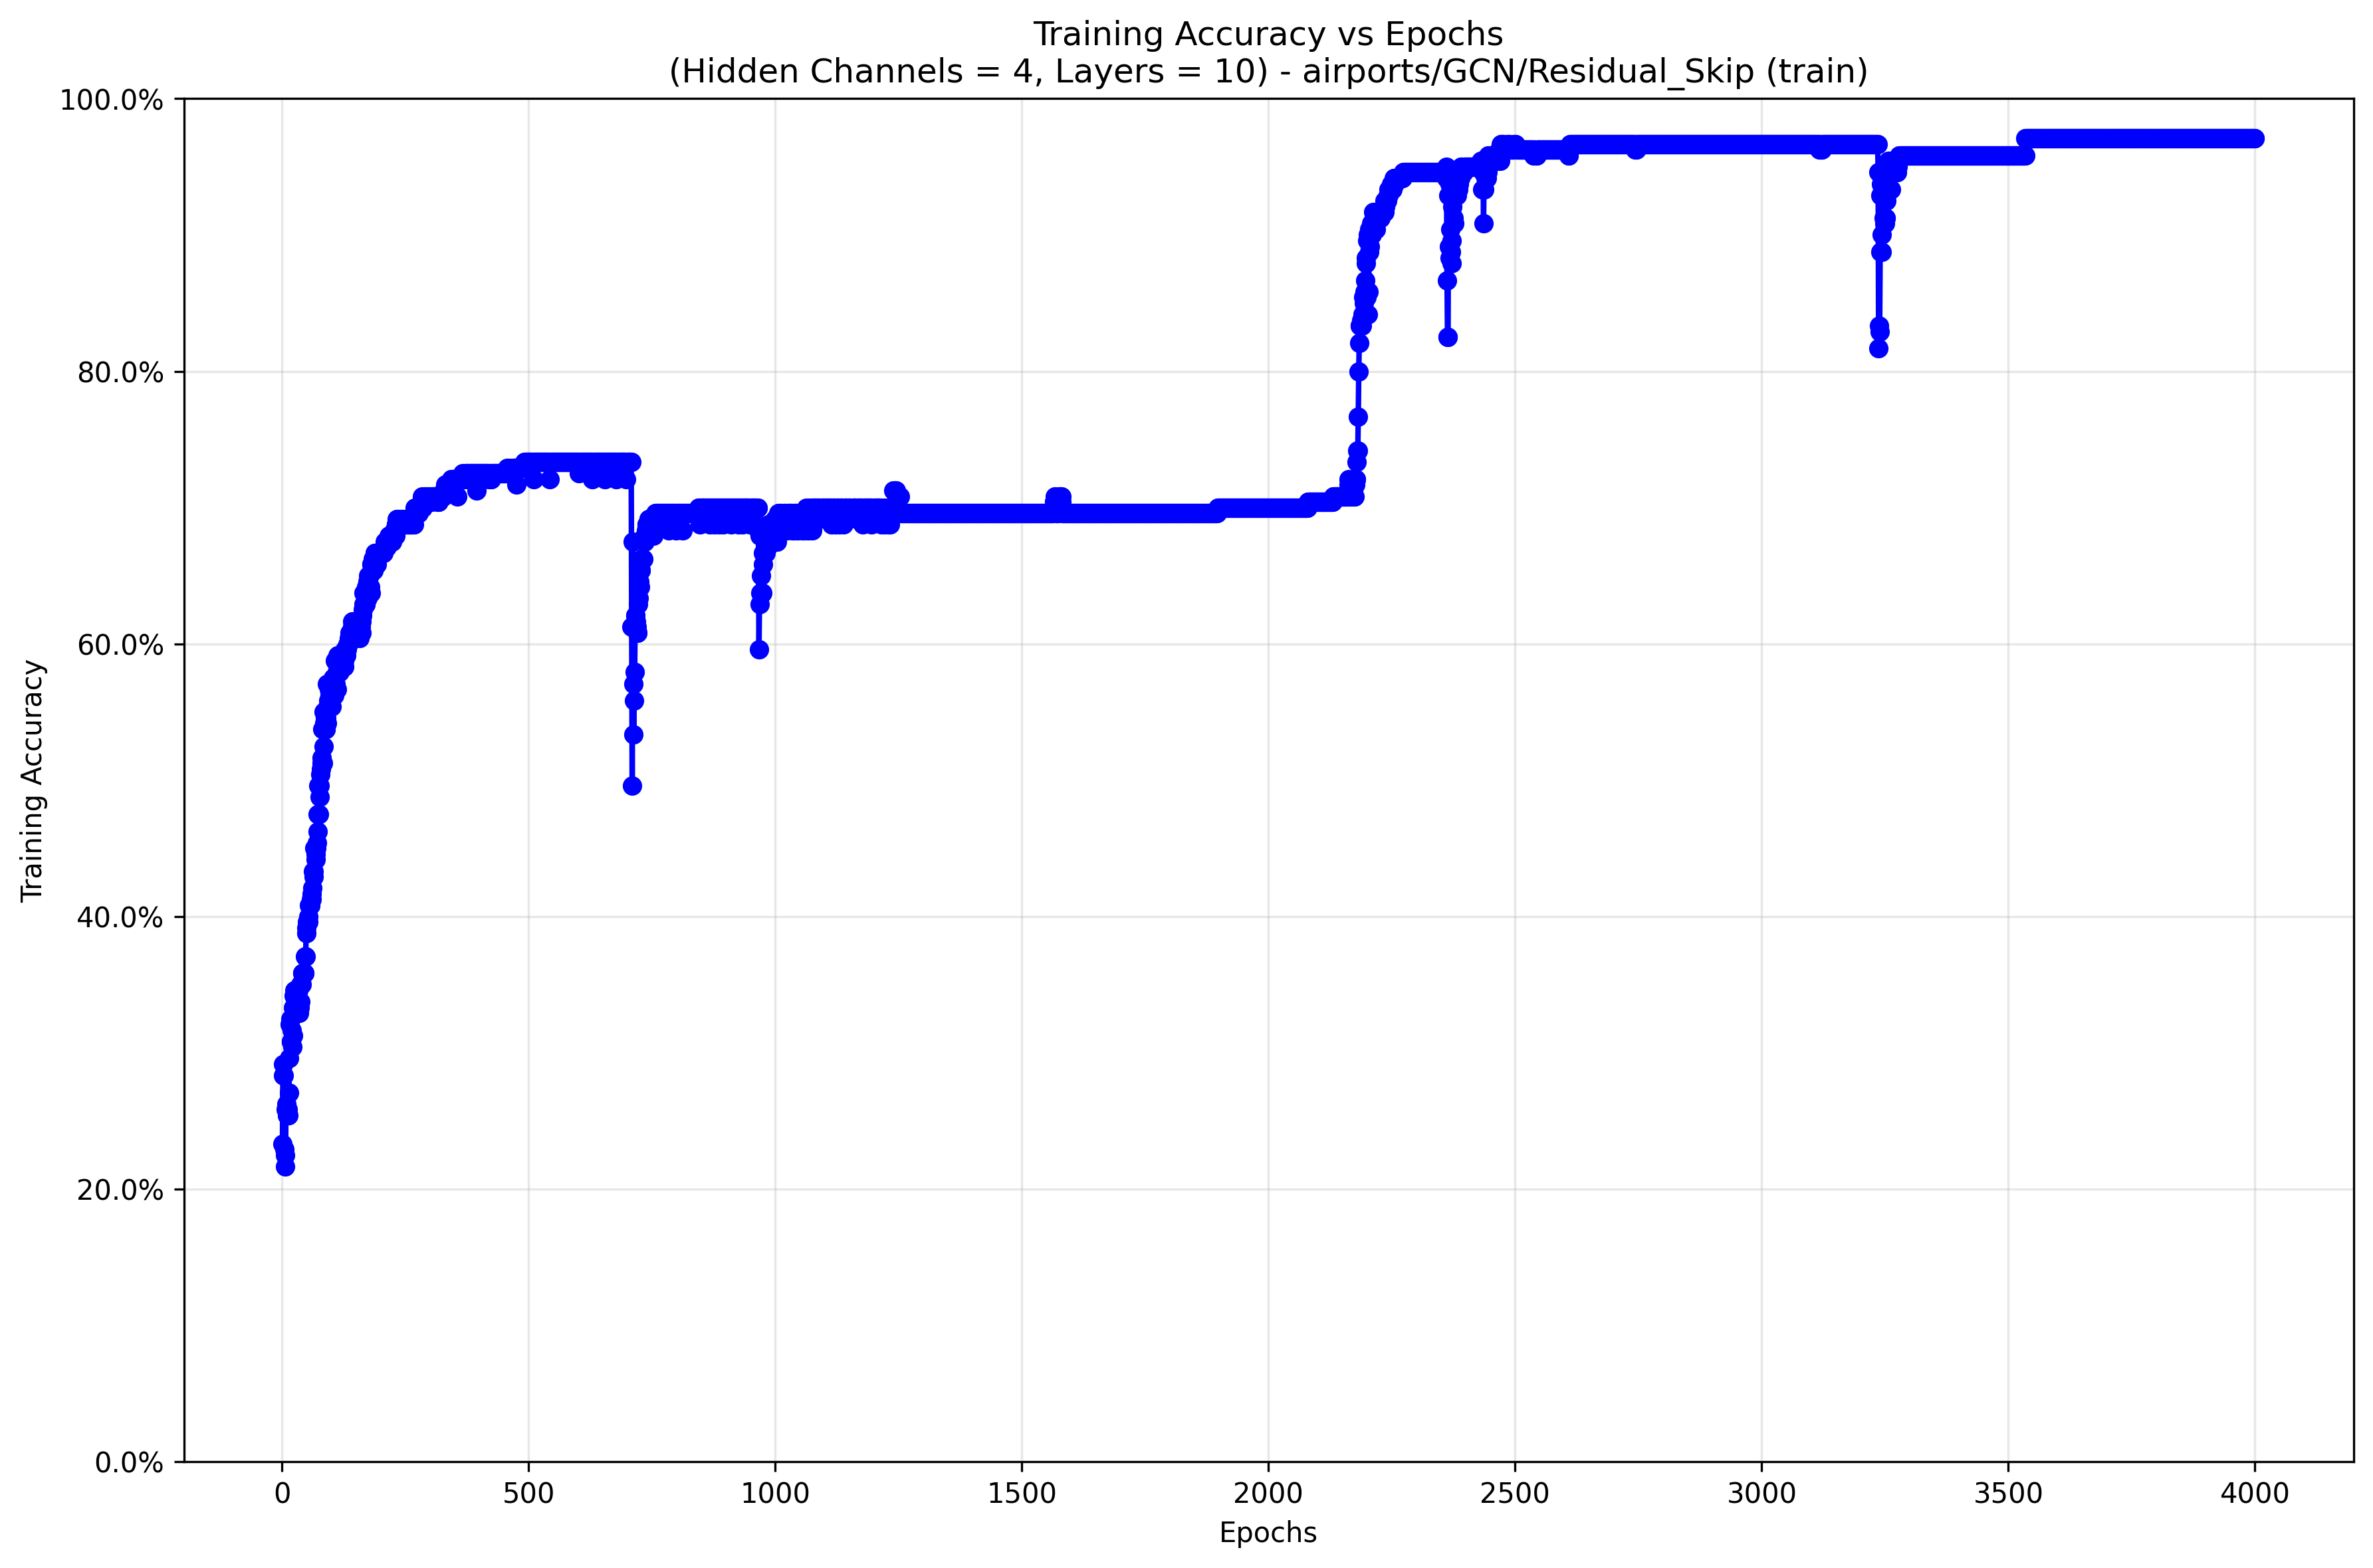 Training Accuracy vs Epochs
(Hidden Channels = 4, Layers = 10) - airports/GCN/Residual_Skip (train)
100.0%
80.0%
60.0%
40.0%
20.0%
0.0%
Training Accuracy
0 500 1000 1500 2000 2500 3000 3500 4000
Epochs